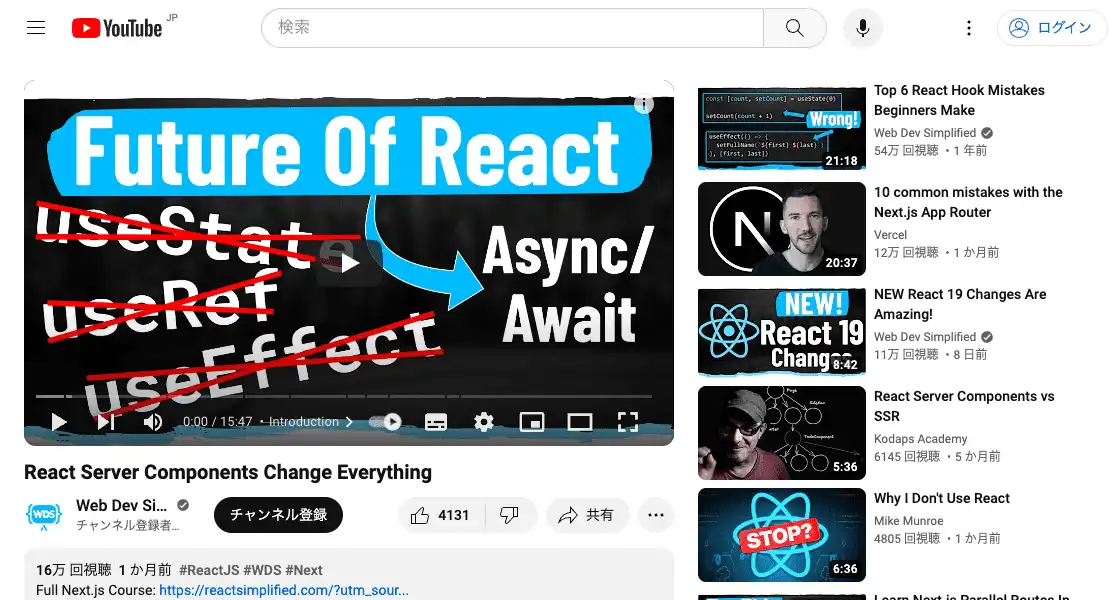 YouTube JP
検索
ログイン
Future Of React
useState
useRef
useEffect
Async/
Await
0:00 / 15:47 • Introduction
React Server Components Change Everything
WDS
Web Dev Si...
チャンネル登録者...
チャンネル登録
4131
共有
16万 回視聴 1 か月前 #ReactJS #WDS #Next
Full Next.js Course: https://reactsimplified.com/?utm_sour...
const [count, setCount] = useState(0)
setCount(count + 1)
Wrong!
useEffect(() => {
setFullName(`${first} ${last}`)
}, [first, last])
21:18
Top 6 React Hook Mistakes
Beginners Make
Web Dev Simplified
54万 回視聴 • 1 年前
N
20:37
10 common mistakes with the
Next.js App Router
Vercel
12万 回視聴 • 1 か月前
NEW!
React 19
Changes
8:42
NEW React 19 Changes Are
Amazing!
Web Dev Simplified
11万 回視聴 • 8 日前
Page
5:36
React Server Components vs
SSR
Kodaps Academy
6145 回視聴 • 5 か月前
STOP?
6:36
Why I Don't Use React
Mike Munroe
4805 回視聴 • 1 か月前
Learn Next.js Parallel Routes In